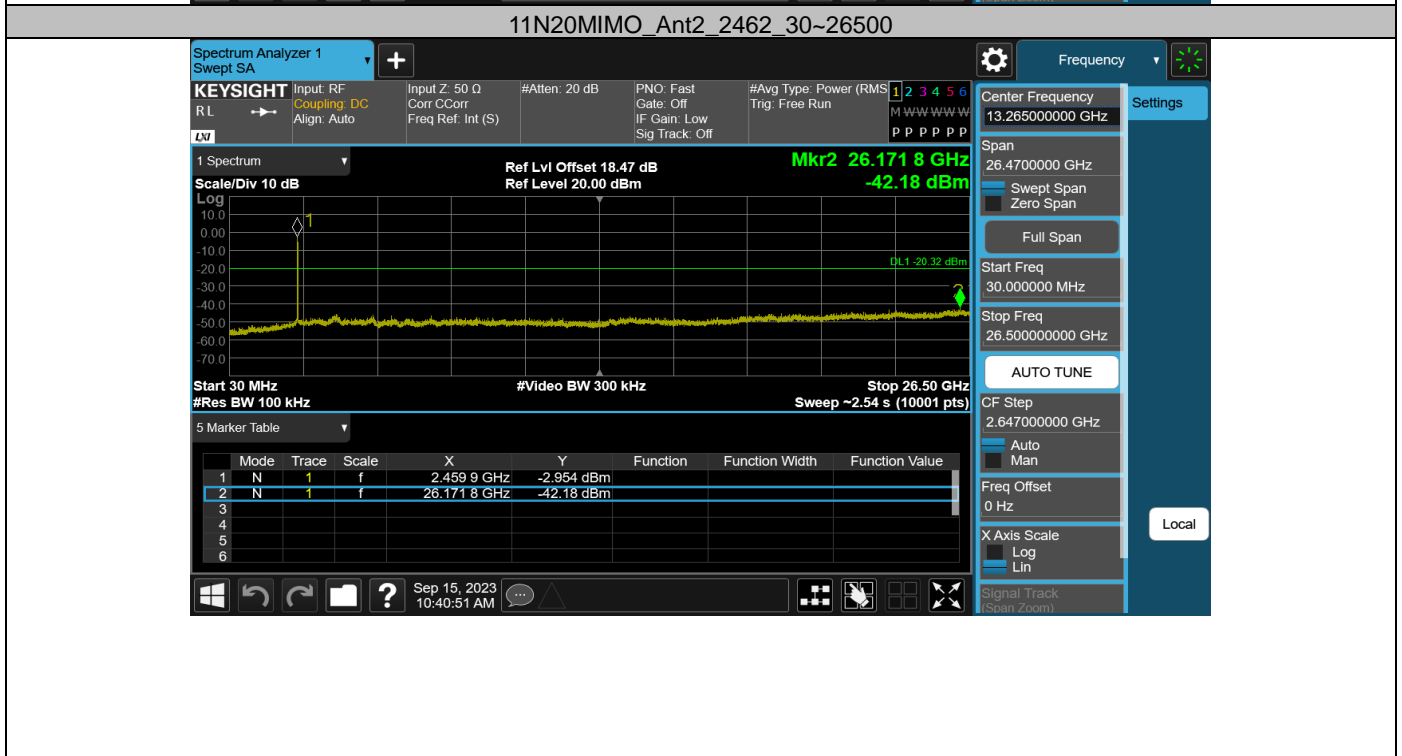 11N20MIMO_Ant2_2462_30~26500
Spectrum Analyzer 1
Swept SA
+
Frequency
KEYSIGHT
RL
LXI
Input: RF
Coupling: DC
Align: Auto
Input Z: 50 Ω
Corr CCorr
Freq Ref: Int (S)
#Atten: 20 dB
PNO: Fast
Gate: Off
IF Gain: Low
Sig Track: Off
#Avg Type: Power (RMS
Trig: Free Run
1 2 3 4 5 6
M W W W W W
P P P P P P
Center Frequency
13.265000000 GHz
Settings
Span
26.4700000 GHz
Swept Span
Zero Span
Full Span
Start Freq
30.000000 MHz
Stop Freq
26.500000000 GHz
AUTO TUNE
CF Step
2.647000000 GHz
Auto
Man
Freq Offset
0 Hz
X Axis Scale
Log
Lin
Signal Track
(Span Zoom)
Local
1 Spectrum
Scale/Div 10 dB
Ref Lvl Offset 18.47 dB
Ref Level 20.00 dBm
Mkr2 26.171 8 GHz
-42.18 dBm
Log
10.0
0.00
-10.0
-20.0
-30.0
-40.0
-50.0
-60.0
-70.0
1
DL1 -20.32 dBm
2
Start 30 MHz
#Video BW 300 kHz
Stop 26.50 GHz
#Res BW 100 kHz
Sweep ~2.54 s (10001 pts)
5 Marker Table
Mode Trace Scale X Y Function Function Width Function Value
1 N 1 f 2.459 9 GHz -2.954 dBm
2 N 1 f 26.171 8 GHz -42.18 dBm
3
4
5
6
?
Sep 15, 2023
10:40:51 AM